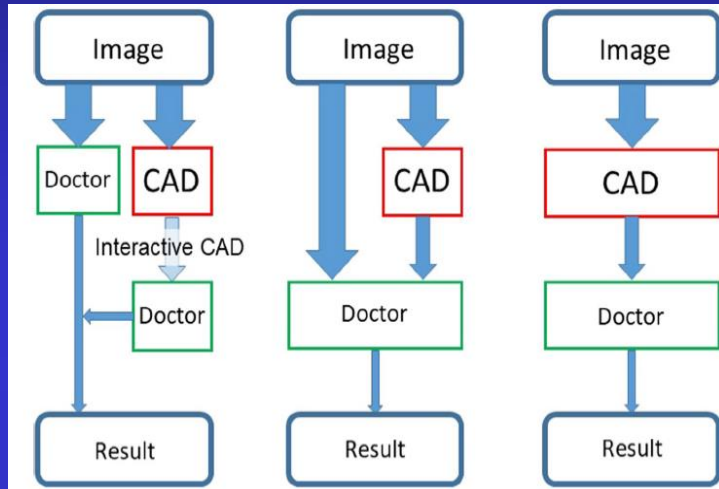 Image
Doctor
CAD
Interactive CAD
Doctor
Result
Image
CAD
Doctor
Result
Image
CAD
Doctor
Result